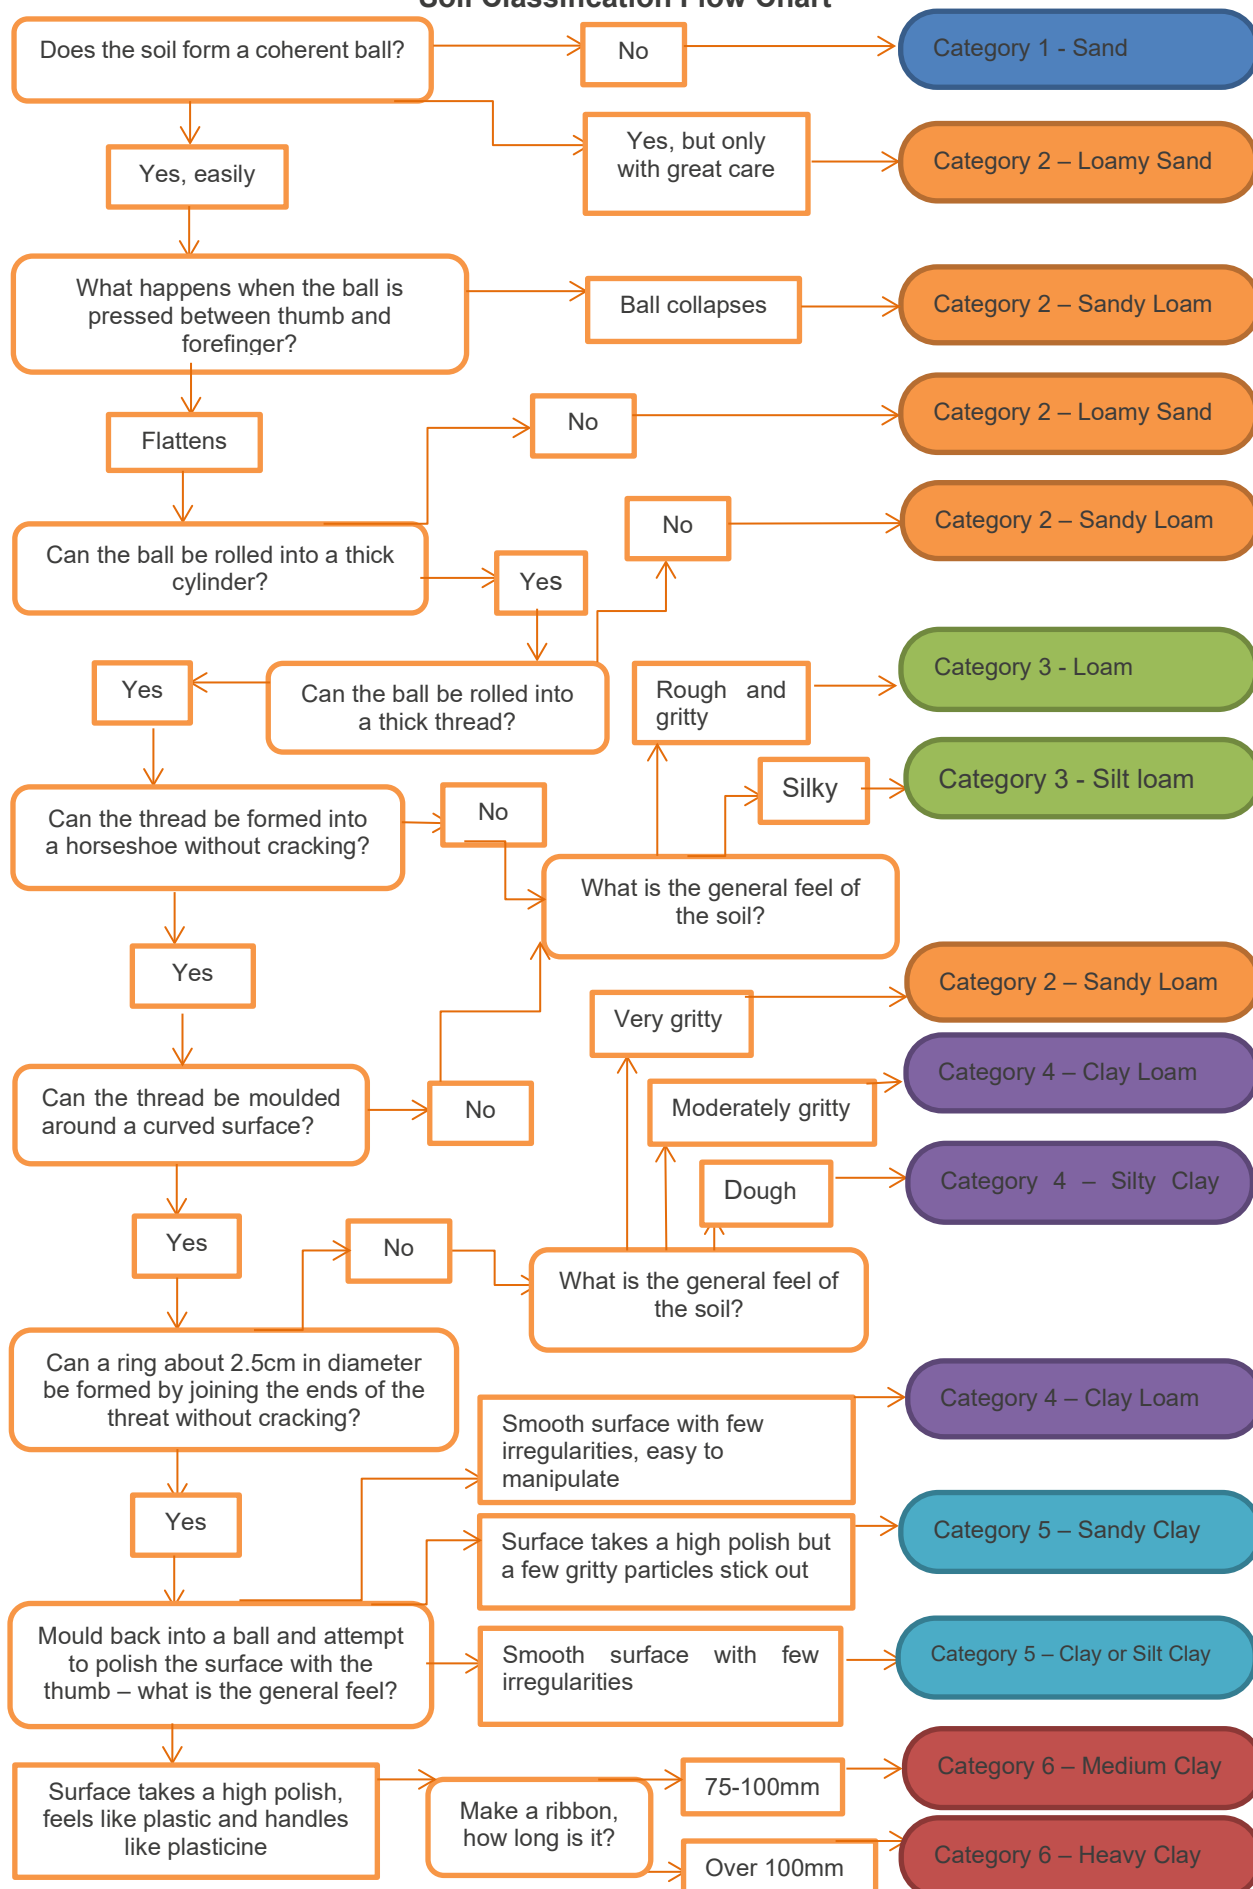 Soil Classification Flow Chart
Does the soil form a coherent ball?
No
Category 1 - Sand
Yes, but only
with great care
Category 2 – Loamy Sand
Yes, easily
What happens when the ball is
pressed between thumb and
forefinger?
Ball collapses
Category 2 – Sandy Loam
Flattens
No
Category 2 – Loamy Sand
Can the ball be rolled into a thick
cylinder?
Yes
No
Category 2 – Sandy Loam
Can the ball be rolled into
a thick thread?
Yes
Rough and
gritty
Category 3 - Loam
Silky
Category 3 - Silt loam
Can the thread be formed into
a horseshoe without cracking?
No
What is the general feel of
the soil?
Yes
Very gritty
Category 2 – Sandy Loam
Can the thread be moulded
around a curved surface?
No
Moderately gritty
Category 4 – Clay Loam
Dough
Category 4 – Silty Clay
Yes
No
What is the general feel of
the soil?
Can a ring about 2.5cm in diameter
be formed by joining the ends of the
threat without cracking?
Smooth surface with few
irregularities, easy to
manipulate
Category 4 – Clay Loam
Yes
Surface takes a high polish but
a few gritty particles stick out
Category 5 – Sandy Clay
Mould back into a ball and attempt
to polish the surface with the
thumb – what is the general feel?
Smooth surface with few
irregularities
Category 5 – Clay or Silt Clay
Surface takes a high polish,
feels like plastic and handles
like plasticine
Make a ribbon,
how long is it?
75-100mm
Category 6 – Medium Clay
Over 100mm
Category 6 – Heavy Clay